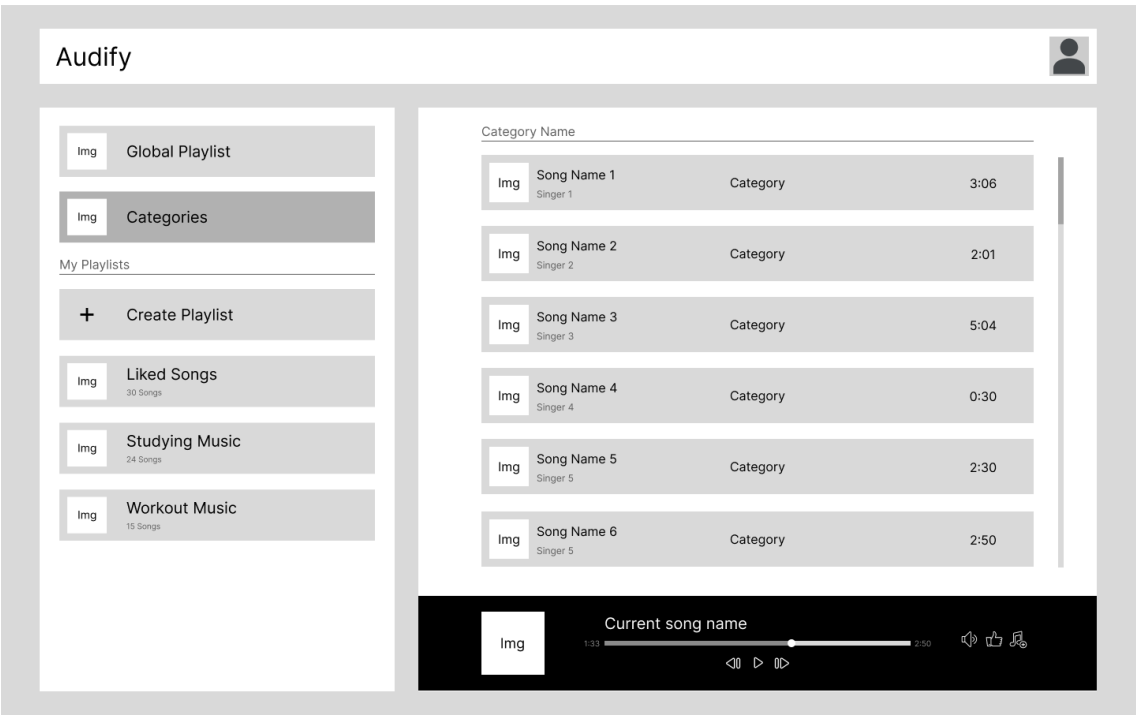 Audify
Img
Global Playlist
Img
Categories
My Playlists
+
Create Playlist
Img
Liked Songs
30 Songs
Img
Studying Music
24 Songs
Img
Workout Music
15 Songs
Category Name
Img
Song Name 1
Singer 1
Category
3:06
Img
Song Name 2
Singer 2
Category
2:01
Img
Song Name 3
Singer 3
Category
5:04
Img
Song Name 4
Singer 4
Category
0:30
Img
Song Name 5
Singer 5
Category
2:30
Img
Song Name 6
Singer 5
Category
2:50
Img
Current song name
1:33
2:50